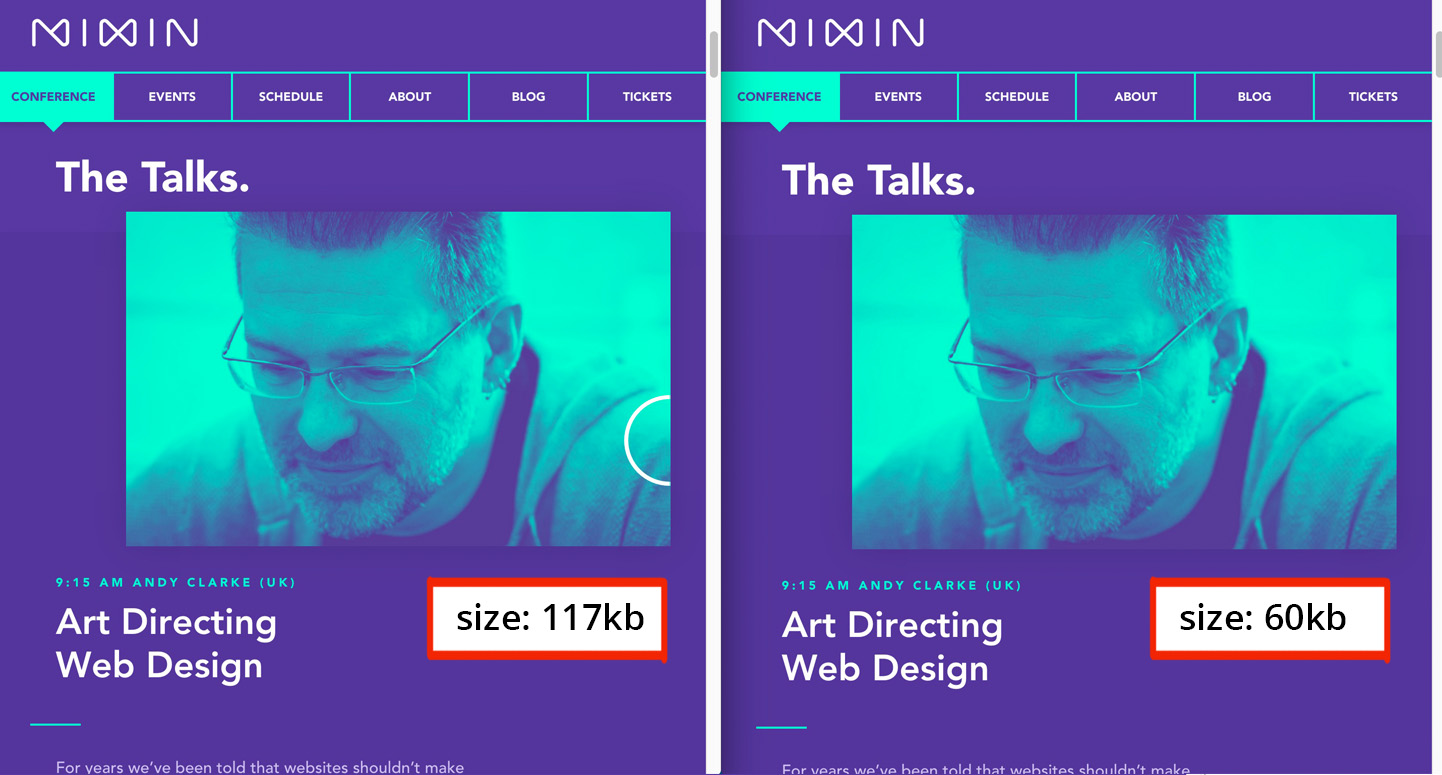 MIXIN
CONFERENCE EVENTS SCHEDULE ABOUT BLOG TICKETS
The Talks.
9:15 AM ANDY CLARKE (UK)
Art Directing
Web Design
size: 117kb
For years we’ve been told that websites shouldn’t make
MIXIN
CONFERENCE EVENTS SCHEDULE ABOUT BLOG TICKETS
The Talks.
9:15 AM ANDY CLARKE (UK)
Art Directing
Web Design
size: 60kb
For years we’ve been told that websites shouldn’t make